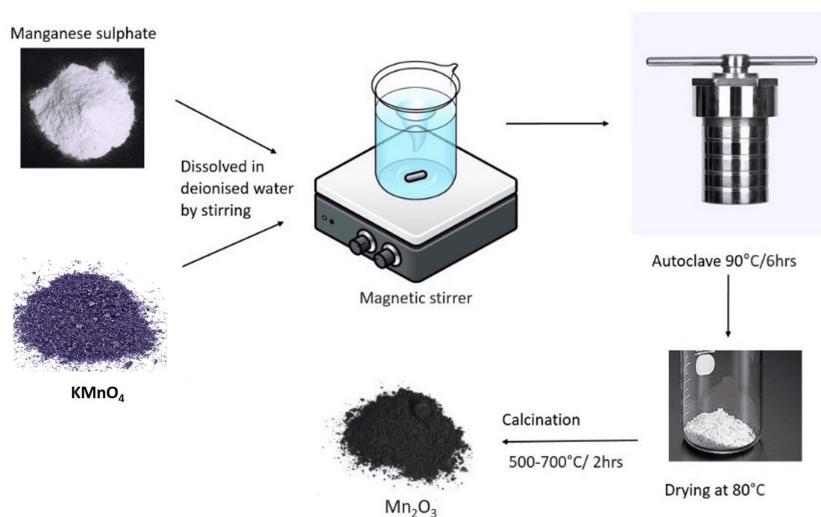 Manganese sulphate
Dissolved in
deionised water
by stirring
KMnO₄
Magnetic stirrer
Autoclave 90°C/6hrs
Drying at 80°C
Calcination
500-700°C/ 2hrs
Mn₂O₃